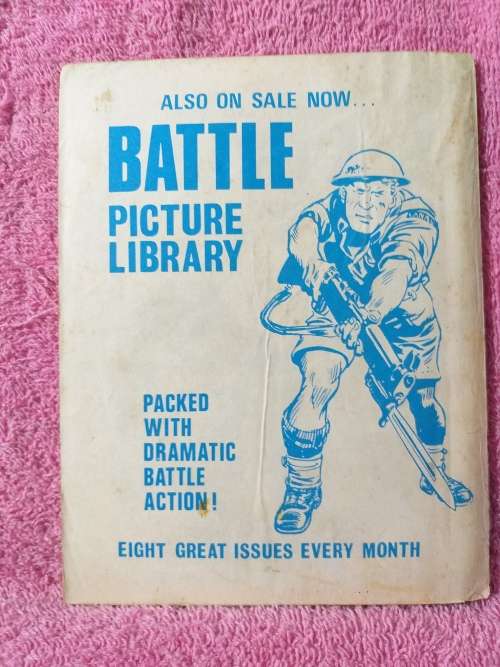 ALSO ON SALE NOW...
BATTLE
PICTURE
LIBRARY
PACKED
WITH
DRAMATIC
BATTLE
ACTION!
EIGHT GREAT ISSUES EVERY MONTH